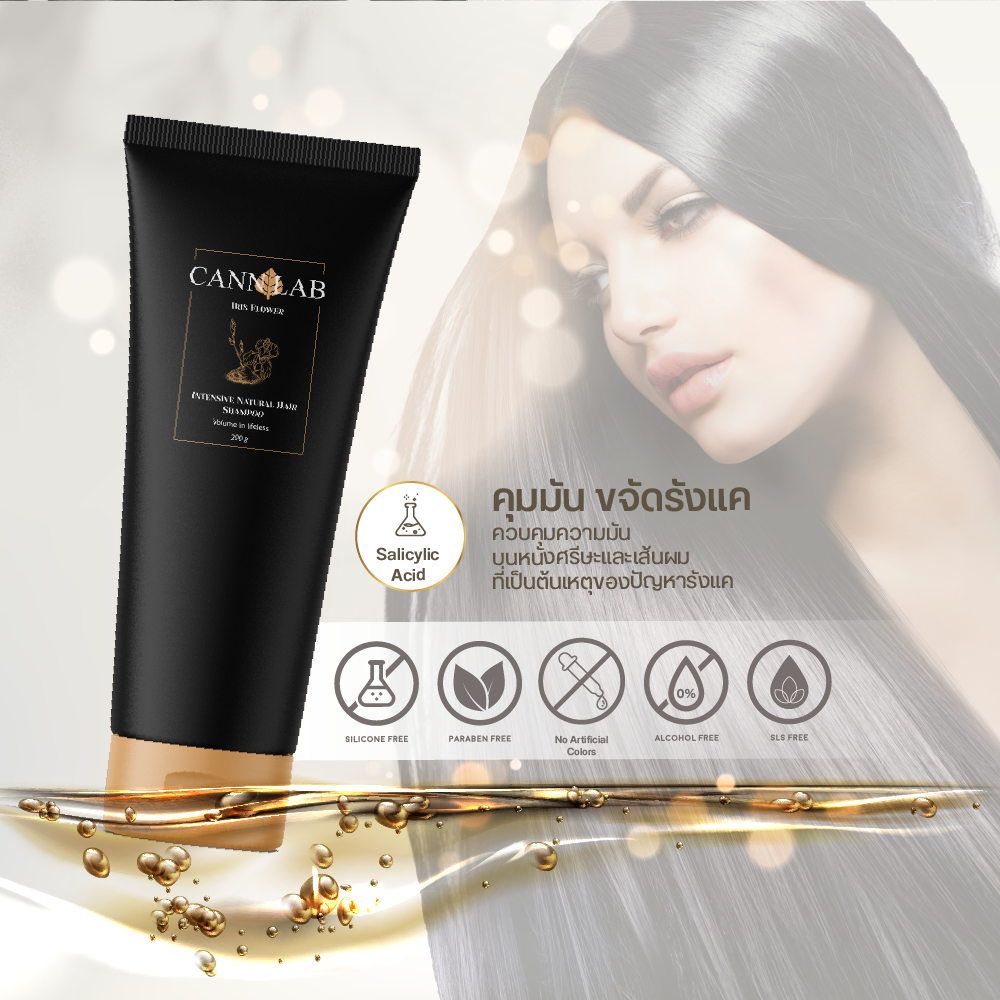 CANN LAB
IRIS FLOWER
INTENSIVE NATURAL HAIR
SHAMPOO
Volume in lifeless
200 g
Salicylic
Acid
คุมมัน ขจัดรังแค
ควบคุมความมัน
บนหนังศรีษะและเส้นผม
ที่เป็นต้นเหตุของปัญหารังแค
0%
SILICONE FREE
PARABEN FREE
No Artificial
Colors
ALCOHOL FREE
SLS FREE